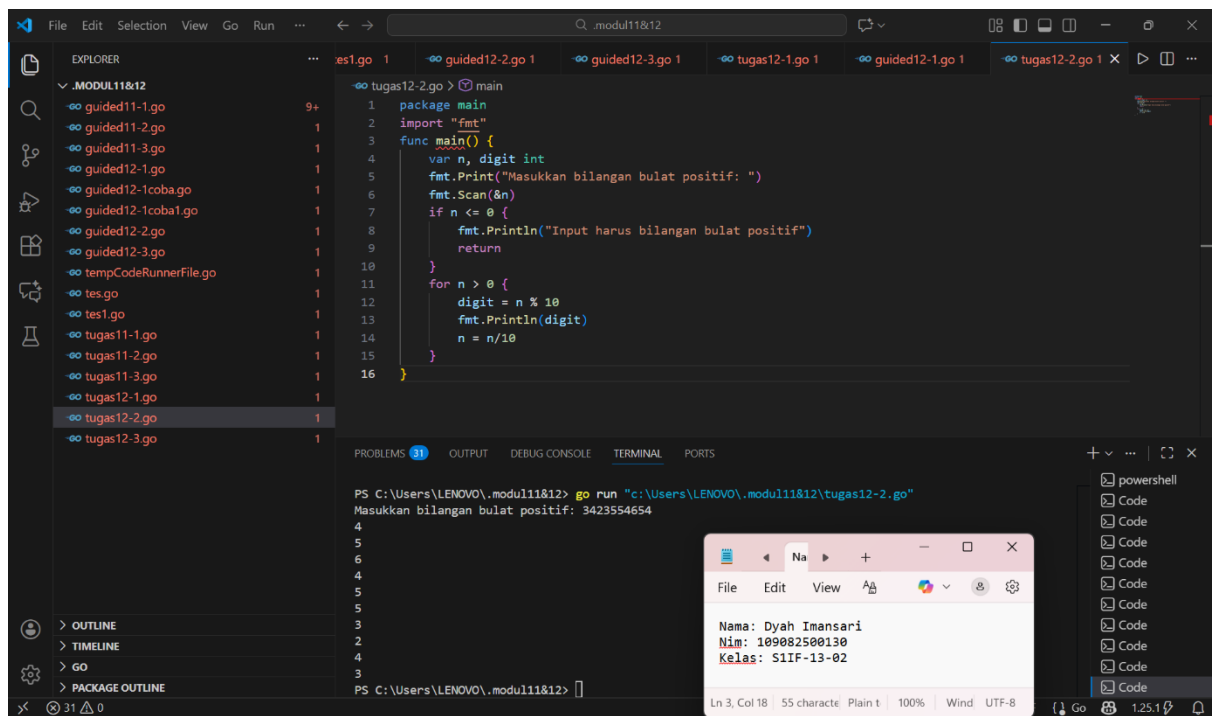 File Edit Selection View Go Run ... .modul11&12
EXPLORER
.MODUL11&12
guided11-1.go 9+
guided11-2.go 1
guided11-3.go 1
guided12-1.go 1
guided12-1coba.go 1
guided12-1coba1.go 1
guided12-2.go 1
guided12-3.go 1
tempCodeRunnerFile.go 1
tes.go 1
tes1.go 1
tugas11-1.go 1
tugas11-2.go 1
tugas11-3.go 1
tugas12-1.go 1
tugas12-2.go 1
tugas12-3.go 1
OUTLINE
TIMELINE
GO
PACKAGE OUTLINE
es1.go 1 guided12-2.go 1 guided12-3.go 1 tugas12-1.go 1 guided12-1.go 1 tugas12-2.go 1
tugas12-2.go > main
1 package main
2 import "fmt"
3 func main() {
4 var n, digit int
5 fmt.Print("Masukkan bilangan bulat positif: ")
6 fmt.Scan(&n)
7 if n <= 0 {
8 fmt.Println("Input harus bilangan bulat positif")
9 return
10 }
11 for n > 0 {
12 digit = n % 10
13 fmt.Println(digit)
14 n = n/10
15 }
16 }
PROBLEMS 31 OUTPUT DEBUG CONSOLE TERMINAL PORTS
PS C:\Users\LENOVO\.modul11&12> go run "c:\Users\LENOVO\.modul11&12\tugas12-2.go"
Masukkan bilangan bulat positif: 3423554654
4
5
6
4
5
5
3
2
4
3
PS C:\Users\LENOVO\.modul11&12>
powershell
Code
Code
Code
Code
Code
Code
Code
Code
Code
Code
Na
File Edit View
Nama: Dyah Imansari
Nim: 109082500130
Kelas: S1IF-13-02
Ln 3, Col 18 55 characte Plain t 100% Wind UTF-8
31 0 Go 1.25.1